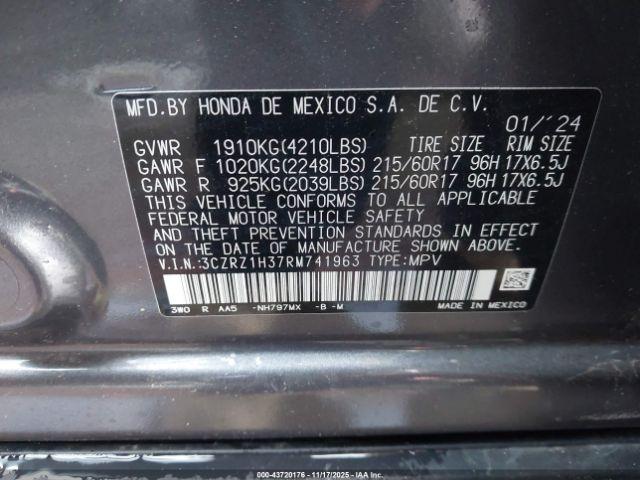 MFD.BY HONDA DE MEXICO S.A. DE C.V.
01/'24
GVWR 1910KG(4210LBS) TIRE SIZE RIM SIZE
GAWR F 1020KG(2248LBS) 215/60R17 96H 17X6.5J
GAWR R 925KG(2039LBS) 215/60R17 96H 17X6.5J
THIS VEHICLE CONFORMS TO ALL APPLICABLE
FEDERAL MOTOR VEHICLE SAFETY
AND THEFT PREVENTION STANDARDS IN EFFECT
ON THE DATE OF MANUFACTURE SHOWN ABOVE.
V.I.N.:3CZRZ1H37RM741963 TYPE:MPV
3W0 R AA5 -NH797MX -B -M MADE IN MEXICO
000-43720176 - 11/17/2025 - IAAI.COM